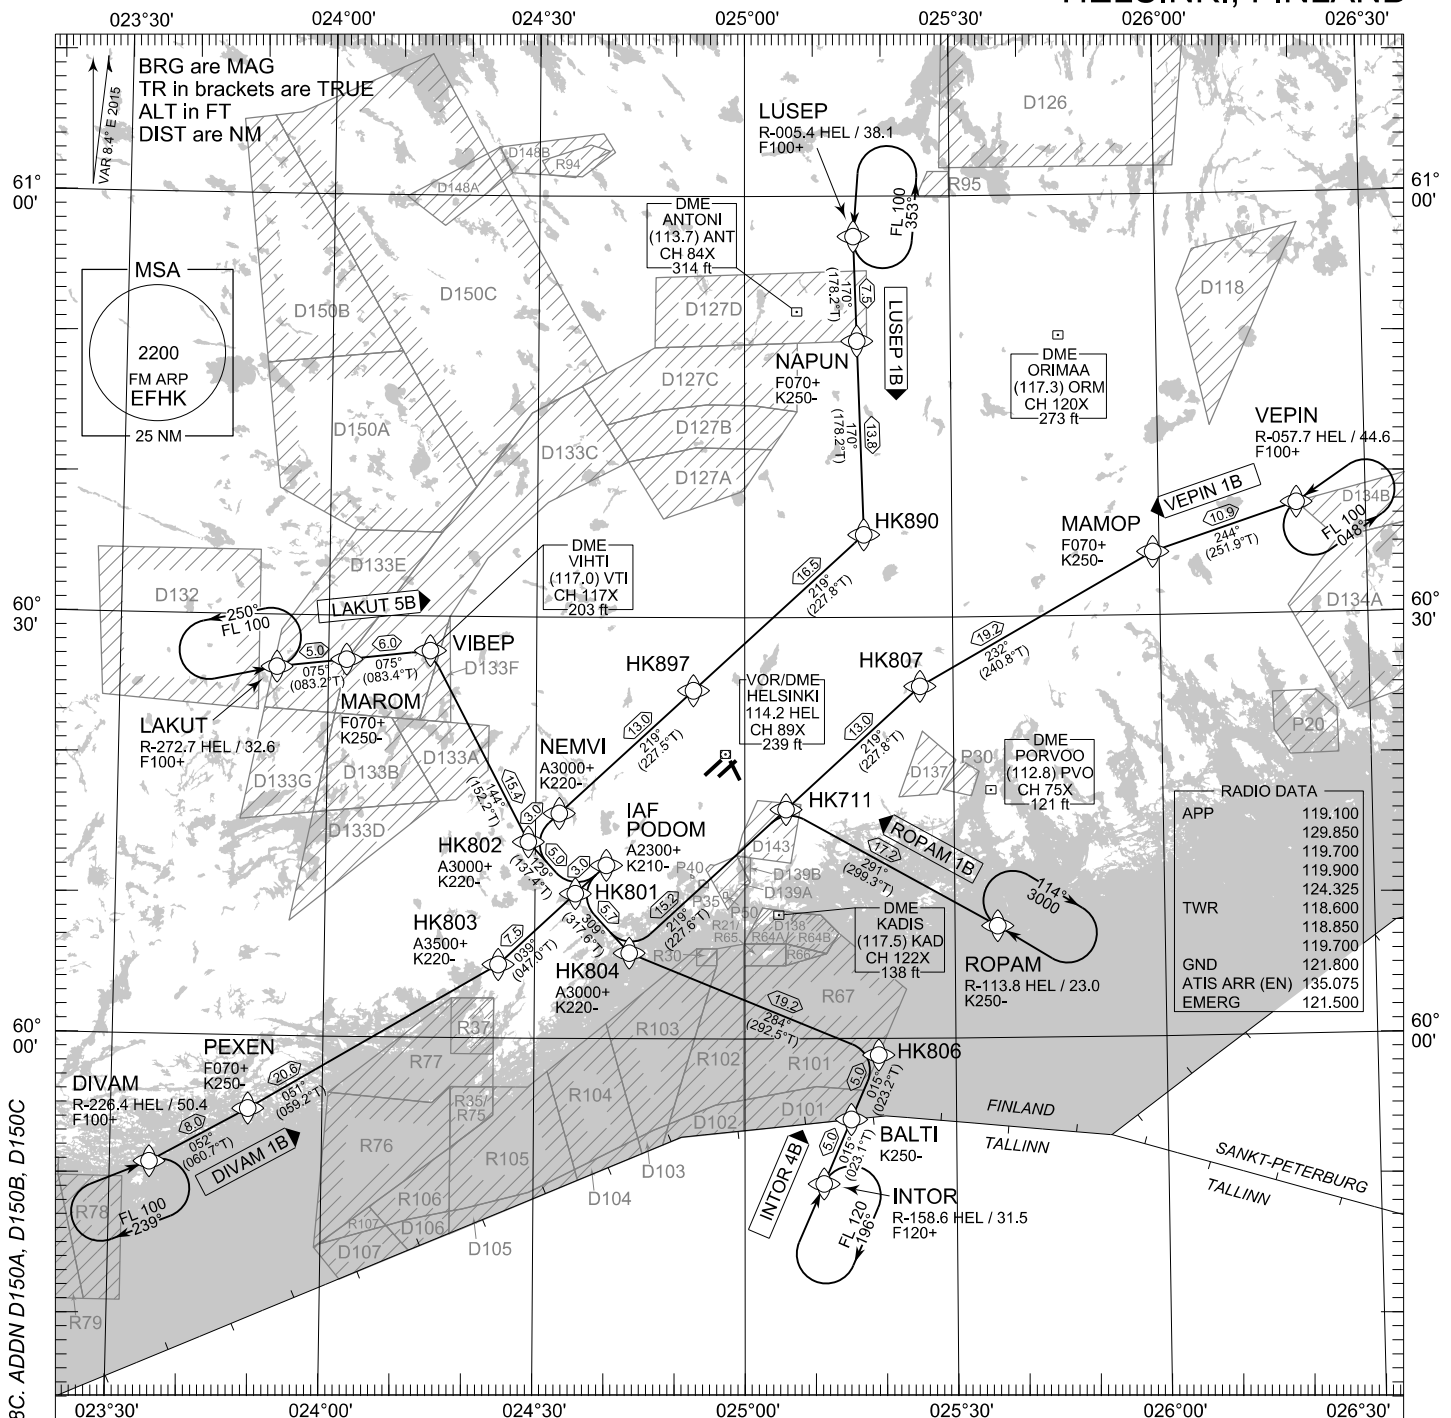 HELSINKI, FINLAND
023°30'
024°00'
024°30'
025°00'
025°30'
026°00'
026°30'
BRG are MAG
TR in brackets are TRUE
ALT in FT
DIST are NM
VAR 8.4° E 2015
61°
00'
61°
00'
60°
30'
60°
30'
60°
00'
60°
00'
MSA
2200
FM ARP
EFHK
25 NM
LUSEP
R-005.4 HEL / 38.1
F100+
FL 100
353°
D126
R95
D148B
R94
D148A
DME
ANTONI
(113.7) ANT
CH 84X
314 ft
D150B
D150C
D127D
170°
(178.2°T)
7.5
LUSEP 1B
D118
NAPUN
F070+
K250-
D127C
DME
ORIMAA
(117.3) ORM
CH 120X
273 ft
D150A
D133C
D127B
D127A
170°
(178.2°T)
13.8
VEPIN
R-057.7 HEL / 44.6
F100+
D134B
VEPIN 1B
FL 100
048°
HK890
MAMOP
F070+
K250-
10.9
244°
(251.9°T)
D133E
D132
DME
VIHTI
(117.0) VTI
CH 117X
203 ft
16.5
219°
(227.8°T)
D134A
LAKUT 5B
250°
FL 100
5.0
075°
(083.2°T)
6.0
075°
(083.4°T)
VIBEP
D133F
19.2
232°
(240.8°T)
HK897
HK807
VOR/DME
HELSINKI
114.2 HEL
CH 89X
239 ft
MAROM
F070+
K250-
LAKUT
R-272.7 HEL / 32.6
F100+
P20
13.0
219°
(227.5°T)
13.0
219°
(227.8°T)
NEMVI
A3000+
K220-
D133A
D133B
D133G
D133D
P30
D137
DME
PORVOO
(112.8) PVO
CH 75X
121 ft
15.4
144°
(152.2°T)
3.0
IAF
PODOM
A2300+
K210-
HK711
RADIO DATA
APP 119.100
129.850
119.700
119.900
124.325
TWR 118.600
118.850
119.700
GND 121.800
ATIS ARR (EN) 135.075
EMERG 121.500
HK802
A3000+
K220-
5.0
129°
(137.4°T)
3.0
HK801
D143
D139B
D139A
P40
P35
P50
ROPAM 1B
17.2
291°
(299.3°T)
114°
3000
HK803
A3500+
K220-
7.5
039°
(047.0°T)
309°
(317.6°T)
5.7
15.2
219°
(227.6°T)
R21/
R65
D138
R64A
R64B
R66
R30
DME
KADIS
(117.5) KAD
CH 122X
138 ft
ROPAM
R-113.8 HEL / 23.0
K250-
HK804
A3000+
K220-
19.2
284°
(292.5°T)
R67
R103
R102
R101
R37
R77
R104
R35/
R75
HK806
5.0
015°
(023.2°T)
PEXEN
F070+
K250-
20.6
051°
(059.2°T)
DIVAM
R-226.4 HEL / 50.4
F100+
8.0
052°
(060.7°T)
DIVAM 1B
FL 100
239°
R78
R79
R76
R105
R106
R107
D107
D106
D105
D104
D103
D102
D101
FINLAND
TALLINN
SANKT-PETERBURG
TALLINN
BALTI
K250-
INTOR 4B
5.0
015°
(023.1°T)
INTOR
R-158.6 HEL / 31.5
F120+
FL 120
196°
BC. ADDN D150A, D150B, D150C
023°30'
024°00'
024°30'
025°00'
025°30'
026°00'